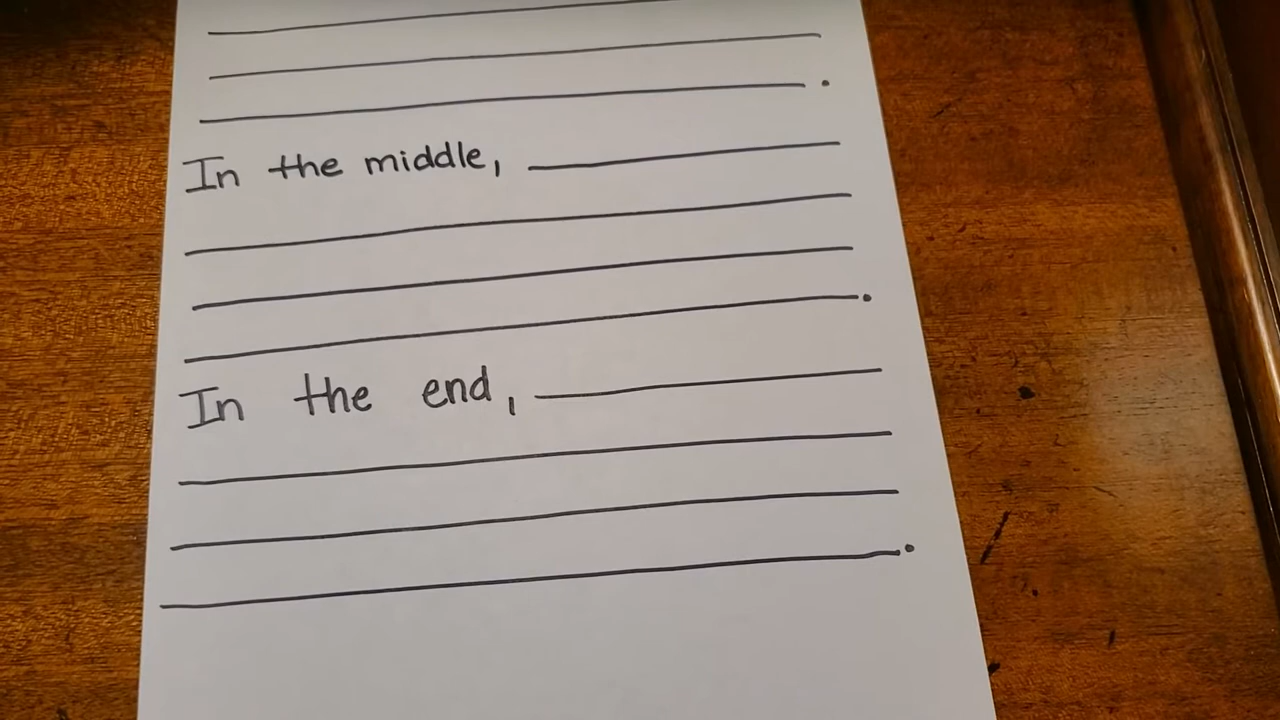 In the middle,
.
In the end,
.